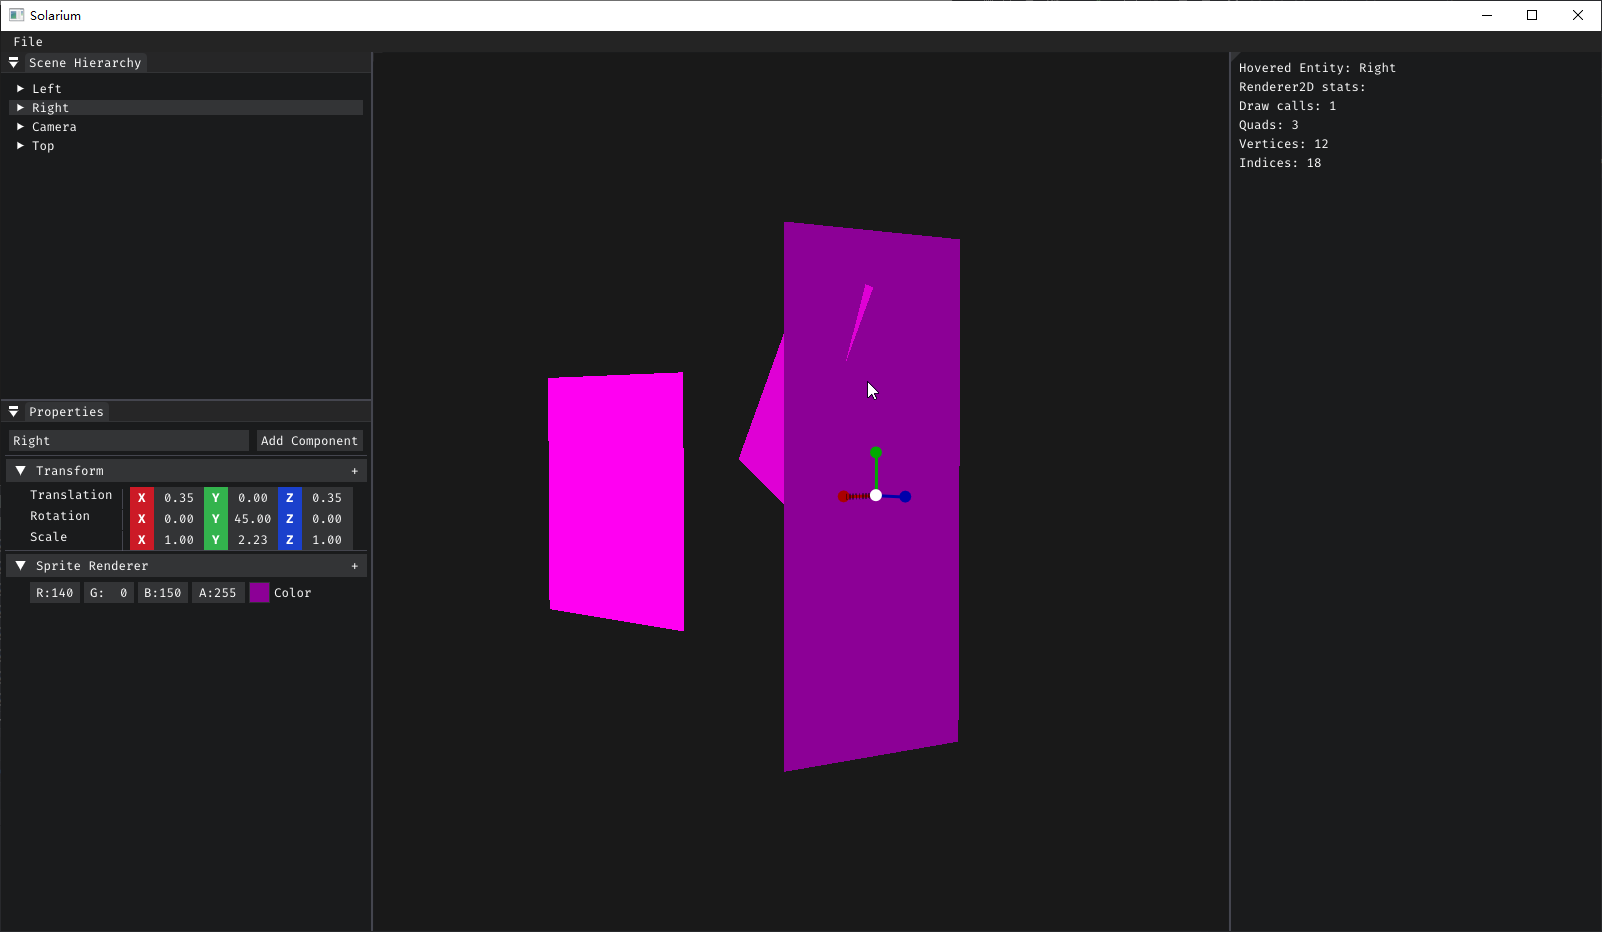 Solarium
File
Scene Hierarchy
Left
Right
Camera
Top
Properties
Right Add Component
Transform +
Translation X 0.35 Y 0.00 Z 0.35
Rotation X 0.00 Y 45.00 Z 0.00
Scale X 1.00 Y 2.23 Z 1.00
Sprite Renderer +
R:140 G: 0 B:150 A:255 Color
Hovered Entity: Right
Renderer2D stats:
Draw calls: 1
Quads: 3
Vertices: 12
Indices: 18